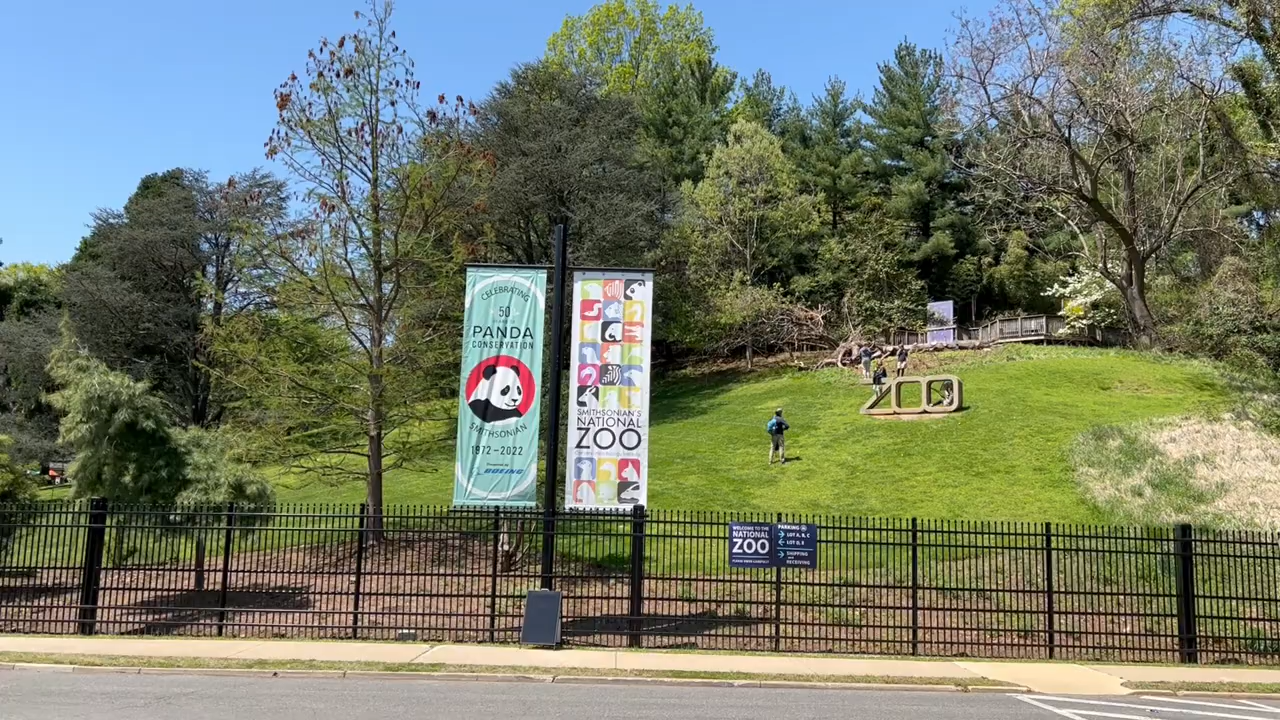 CELEBRATING
50
PANDA
CONSERVATION
SMITHSONIAN
1972–2022
BOEING
SMITHSONIAN'S
NATIONAL
ZOO
ZOO
WELCOME TO THE
NATIONAL
ZOO
PARKING
LOT A, B, C
LOT D, E
SHIPPING
RECEIVING